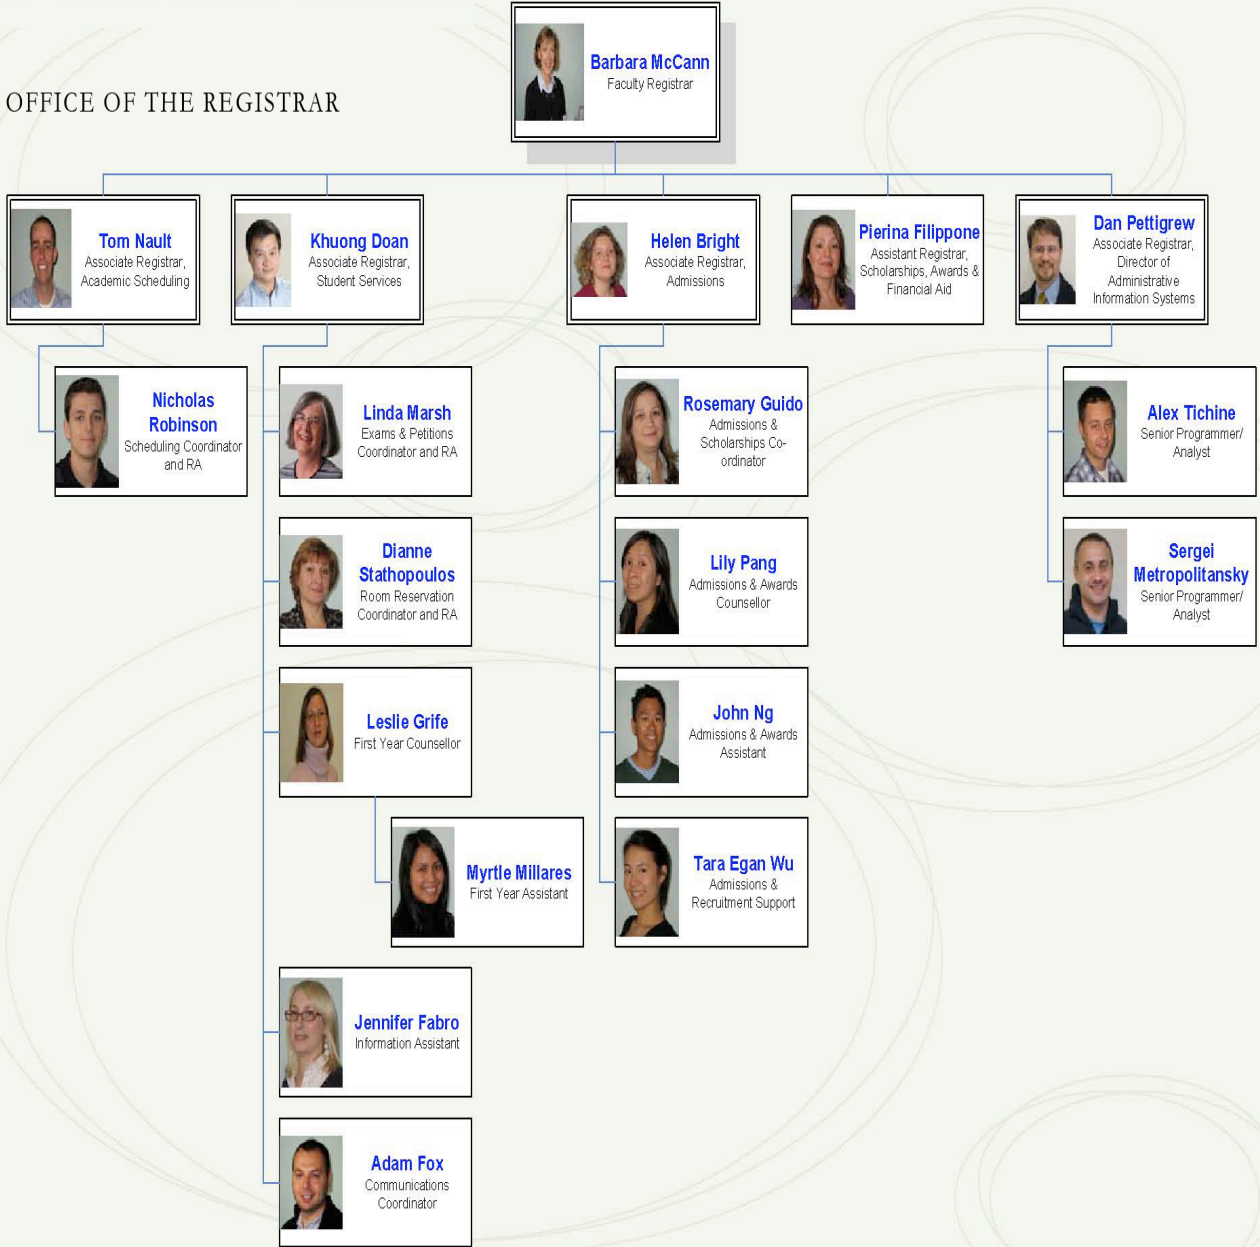 Barbara McCann
Faculty Registrar
OFFICE OF THE REGISTRAR
Tom Nault
Associate Registrar,
Academic Scheduling
Khuong Doan
Associate Registrar,
Student Services
Helen Bright
Associate Registrar,
Admissions
Pierina Filippone
Assistant Registrar,
Scholarships, Awards &
Financial Aid
Dan Pettigrew
Associate Registrar,
Director of
Administrative
Information Systems
Nicholas
Robinson
Scheduling Coordinator
and RA
Linda Marsh
Exams & Petitions
Coordinator and RA
Rosemary Guido
Admissions &
Scholarships Co-
ordinator
Alex Tichine
Senior Programmer/
Analyst
Dianne
Stathopoulos
Room Reservation
Coordinator and RA
Lily Pang
Admissions & Awards
Counsellor
Sergei
Metropolitansky
Senior Programmer/
Analyst
Leslie Grife
First Year Counsellor
John Ng
Admissions & Awards
Assistant
Myrtle Millares
First Year Assistant
Tara Egan Wu
Admissions &
Recruitment Support
Jennifer Fabro
Information Assistant
Adam Fox
Communications
Coordinator